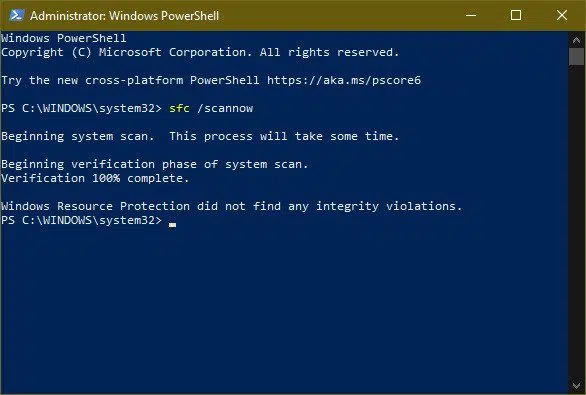 Administrator: Windows PowerShell
Windows PowerShell
Copyright (C) Microsoft Corporation. All rights reserved.
Try the new cross-platform PowerShell https://aka.ms/pscore6
PS C:\WINDOWS\system32> sfc /scannow
Beginning system scan.  This process will take some time.
Beginning verification phase of system scan.
Verification 100% complete.
Windows Resource Protection did not find any integrity violations.
PS C:\WINDOWS\system32>